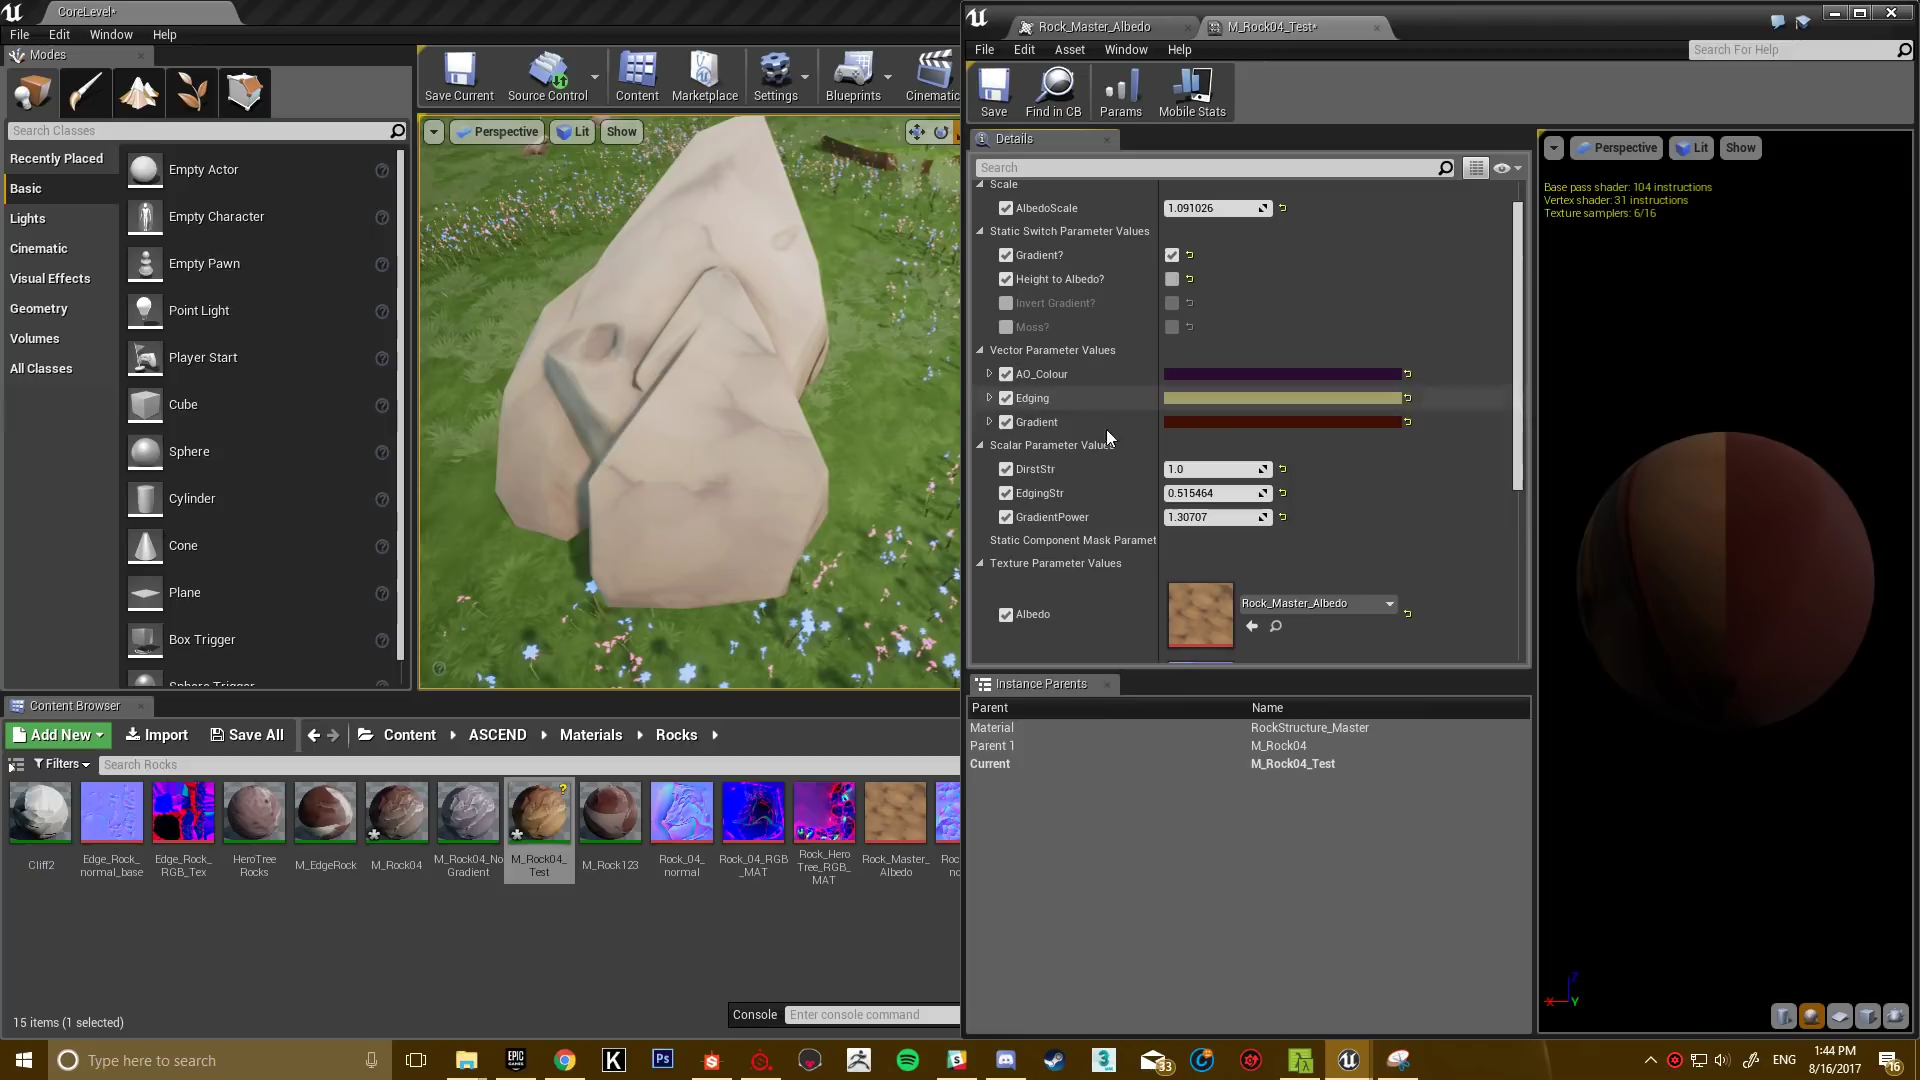 CoreLevel*
File Edit Window Help
Modes
Search Classes
Recently Placed
Basic
Lights
Cinematic
Visual Effects
Geometry
Volumes
All Classes
Empty Actor
Empty Character
Empty Pawn
Point Light
Player Start
Cube
Sphere
Cylinder
Cone
Plane
Box Trigger
Sphere Trigger
Save Current Source Control Content Marketplace Settings Blueprints Cinematic
Perspective Lit Show
Rock_Master_Albedo M_Rock04_Test*
File Edit Asset Window Help
Search For Help
Save Find in CB Params Mobile Stats
Details
Search
Scale
AlbedoScale 1.091026
Static Switch Parameter Values
Gradient?
Height to Albedo?
Invert Gradient?
Moss?
Vector Parameter Values
AO_Colour
Edging
Gradient
Scalar Parameter Values
DirstStr 1.0
EdgingStr 0.515464
GradientPower 1.30707
Static Component Mask Paramet
Texture Parameter Values
Albedo Rock_Master_Albedo
Perspective Lit Show
Base pass shader: 104 instructions
Vertex shader: 31 instructions
Texture samplers: 6/16
X Y Z
Instance Parents
Parent Name
Material RockStructure_Master
Parent 1 M_Rock04
Current M_Rock04_Test
Content Browser
Add New Import Save All Content ASCEND Materials Rocks
Filters Search Rocks
Cliff2
Edge_Rock_
normal_base
Edge_Rock_
RGB_Tex
HeroTree
Rocks
M_EdgeRock
M_Rock04
M_Rock04_No
Gradient
M_Rock04_
Test
M_Rock123
Rock_04_
normal
Rock_04_RGB
_MAT
Rock_Hero
Tree_RGB_
MAT
Rock_Master_
Albedo
15 items (1 selected)
Console Enter console command
Type here to search
EPIC
GAMES
K
Ps
33
ENG
1:44 PM
8/16/2017
16